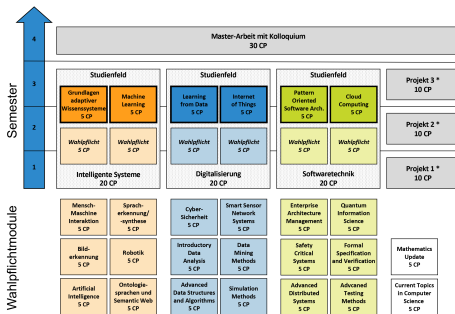 4
Master-Arbeit mit Kolloquium
30 CP
Semester
3
2
1
Studienfeld
Grundlagen
adaptiver
Wissenssysteme
5 CP
Machine
Learning
5 CP
Wahlpflicht
5 CP
Wahlpflicht
5 CP
Intelligente Systeme
20 CP
Studienfeld
Learning
from Data
5 CP
Internet
of Things
5 CP
Wahlpflicht
5 CP
Wahlpflicht
5 CP
Digitalisierung
20 CP
Studienfeld
Pattern
Oriented
Software Arch.
5 CP
Cloud
Computing
5 CP
Wahlpflicht
5 CP
Wahlpflicht
5 CP
Softwaretechnik
20 CP
Projekt 3 *
10 CP
Projekt 2 *
10 CP
Projekt 1 *
10 CP
Wahlpflichtmodule
Mensch-
Maschine
Interaktion
5 CP
Sprach-
erkennung/
-synthese
5 CP
Bild-
erkennung
5 CP
Robotik
5 CP
Artificial
Intelligence
5 CP
Ontologie-
sprachen und
Semantic Web
5 CP
Cyber-
Sicherheit
5 CP
Smart Sensor
Network
Systems
5 CP
Introductory
Data
Analysis
5 CP
Data
Mining
Methods
5 CP
Advanced
Data Structures
and Algorithms
5 CP
Simulation
Methods
5 CP
Enterprise
Architecture
Management
5 CP
Quantum
Information
Science
5 CP
Safety
Critical
Systems
5 CP
Formal
Specification
and Verification
5 CP
Advanced
Distributed
Systems
5 CP
Advcaned
Testing
Methods
5 CP
Mathematics
Update
5 CP
Current Topics
in Computer
Science
5 CP